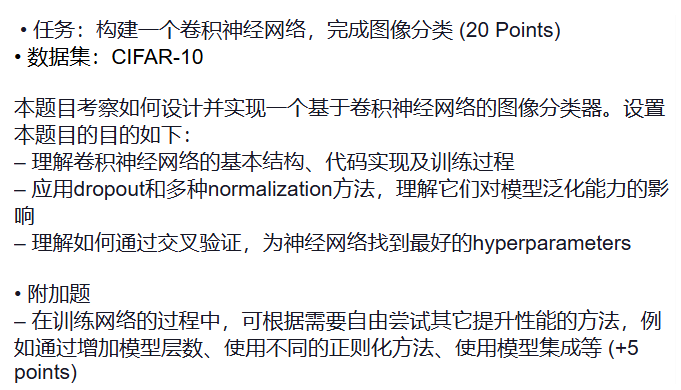 • 任务：构建一个卷积神经网络，完成图像分类 (20 Points)
• 数据集：CIFAR-10
本题目考察如何设计并实现一个基于卷积神经网络的图像分类器。设置
本题目的目的如下：
– 理解卷积神经网络的基本结构、代码实现及训练过程
– 应用dropout和多种normalization方法，理解它们对模型泛化能力的影
响
– 理解如何通过交叉验证，为神经网络找到最好的hyperparameters
• 附加题
– 在训练网络的过程中，可根据需要自由尝试其它提升性能的方法，例
如通过增加模型层数、使用不同的正则化方法、使用模型集成等 (+5
points)